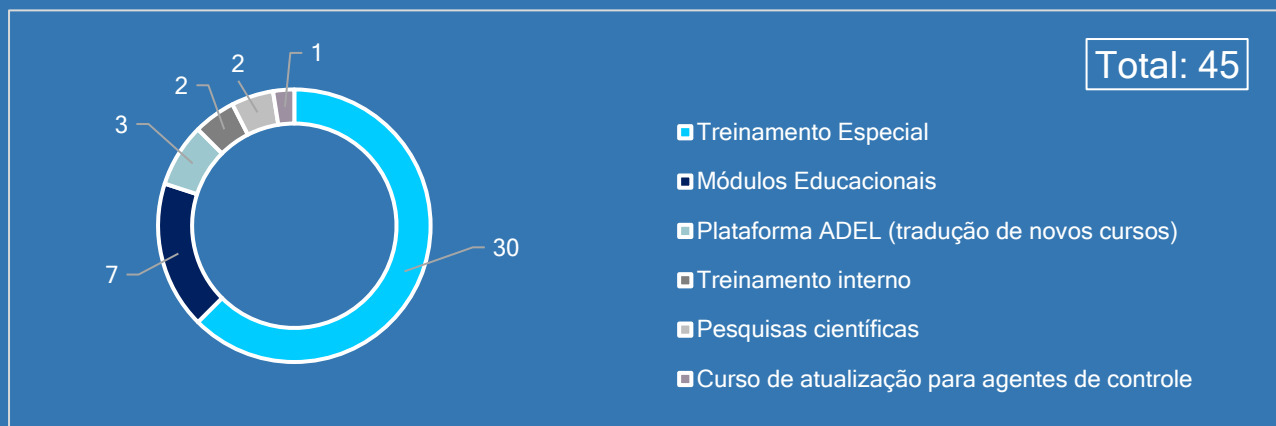 Total: 45
1
2
2
3
7
30
Treinamento Especial
Módulos Educacionais
Plataforma ADEL (tradução de novos cursos)
Treinamento interno
Pesquisas científicas
Curso de atualização para agentes de controle